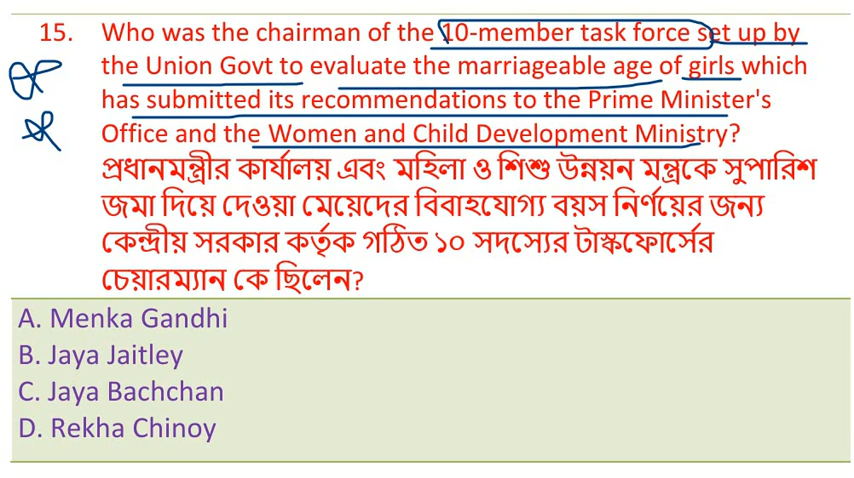 15. Who was the chairman of the 10-member task force set up by
the Union Govt to evaluate the marriageable age of girls which
has submitted its recommendations to the Prime Minister's
Office and the Women and Child Development Ministry?
প্রধানমন্ত্রীর কার্যালয় এবং মহিলা ও শিশু উন্নয়ন মন্ত্রকে সুপারিশ
জমা দিয়ে দেওয়া মেয়েদের বিবাহযোগ্য বয়স নির্ণয়ের জন্য
কেন্দ্রীয় সরকার কর্তৃক গঠিত ১০ সদস্যের টাস্কফোর্সের
চেয়ারম্যান কে ছিলেন?
A. Menka Gandhi
B. Jaya Jaitley
C. Jaya Bachchan
D. Rekha Chinoy